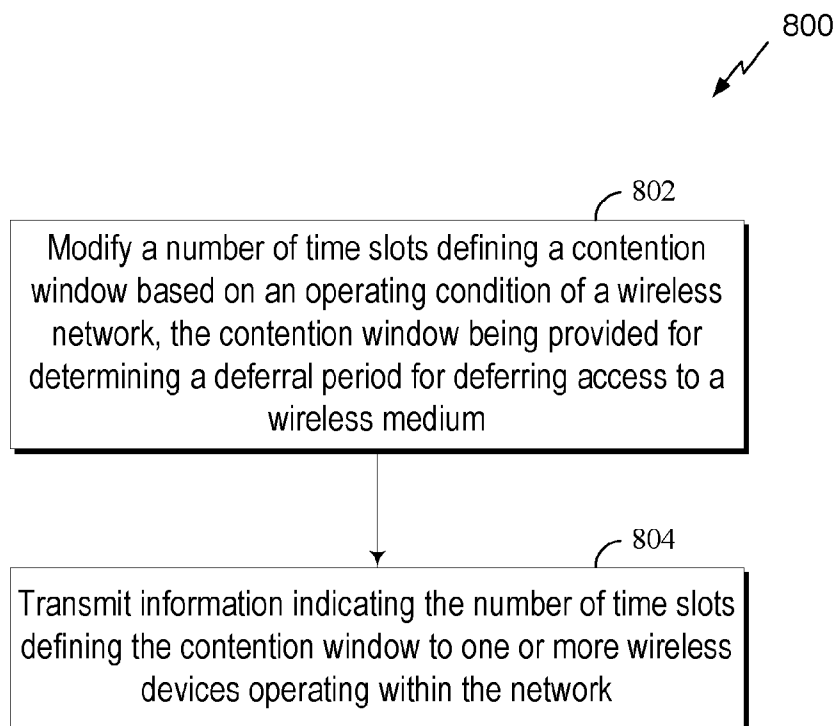 800
802
Modify a number of time slots defining a contention
window based on an operating condition of a wireless
network, the contention window being provided for
determining a deferral period for deferring access to a
wireless medium
804
Transmit information indicating the number of time slots
defining the contention window to one or more wireless
devices operating within the network